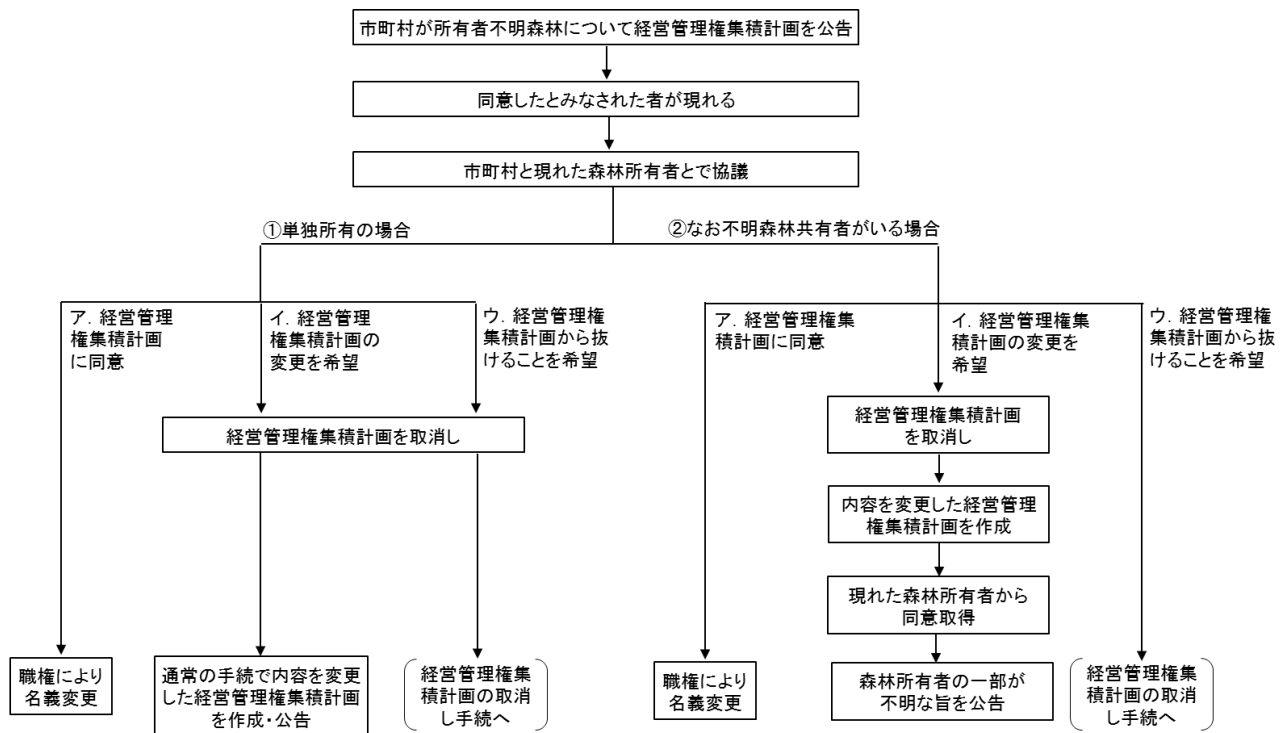 市町村が所有者不明森林について経営管理権集積計画を公告
同意したとみなされた者が現れる
市町村と現れた森林所有者とで協議
①単独所有の場合
②なお不明森林共有者がいる場合
ア．経営管理
権集積計画
に同意
イ．経営管理
権集積計画の
変更を希望
ウ．経営管理権
集積計画から抜
けることを希望
ア．経営管理権集
積計画に同意
イ．経営管理権集
積計画の変更を
希望
ウ．経営管理権
集積計画から抜
けることを希望
経営管理権集積計画を取消し
経営管理権集積計画
を取消し
内容を変更した経営管理
権集積計画を作成
現れた森林所有者から
同意取得
職権により
名義変更
通常の手続で内容を変更
した経営管理権集積計画
を作成・公告
経営管理権集
積計画の取消
し手続へ
職権により
名義変更
森林所有者の一部が
不明な旨を公告
経営管理権集
積計画の取消
し手続へ